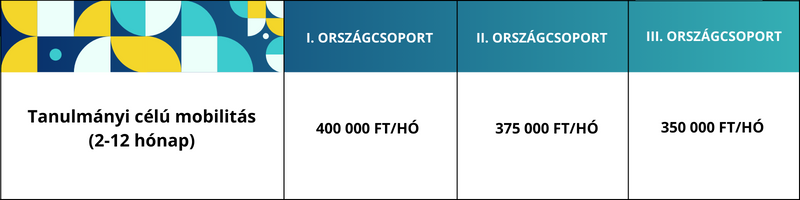 I. ORSZÁGCSOPORT
II. ORSZÁGCSOPORT
III. ORSZÁGCSOPORT
Tanulmányi célú mobilitás
(2-12 hónap)
400 000 FT/HÓ
375 000 FT/HÓ
350 000 FT/HÓ